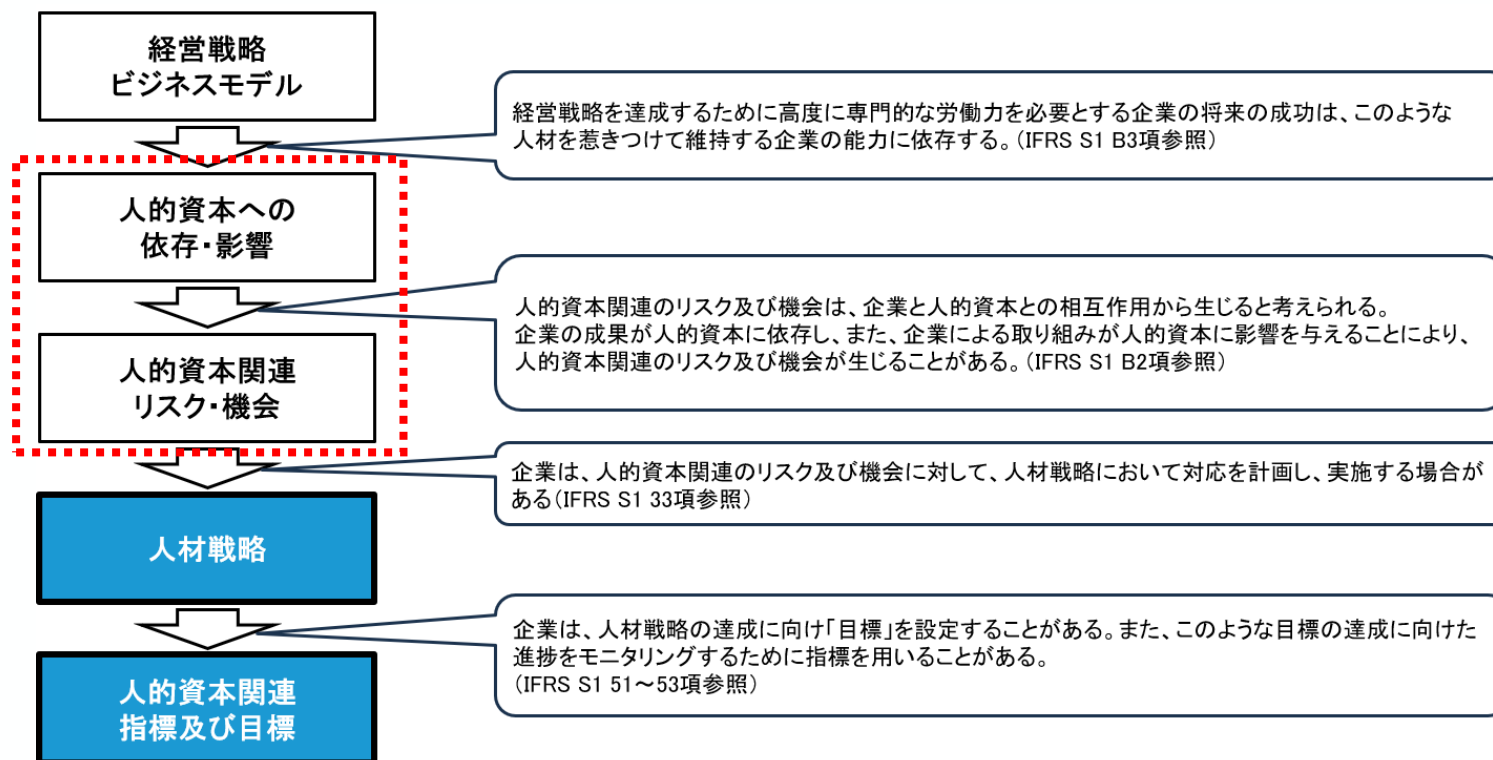 経営戦略
ビジネスモデル
経営戦略を達成するために高度に専門的な労働力を必要とする企業の将来の成功は、このような
人材を惹きつけて維持する企業の能力に依存する。(IFRS S1 B3項参照)
人的資本への
依存・影響
人的資本関連のリスク及び機会は、企業と人的資本との相互作用から生じると考えられる。
企業の成果が人的資本に依存し、また、企業による取り組みが人的資本に影響を与えることにより、
人的資本関連のリスク及び機会が生じることがある。(IFRS S1 B2項参照)
人的資本関連
リスク・機会
企業は、人的資本関連のリスク及び機会に対して、人材戦略において対応を計画し、実施する場合が
ある(IFRS S1 33項参照)
人材戦略
企業は、人材戦略の達成に向け「目標」を設定することがある。また、このような目標の達成に向けた
進捗をモニタリングするために指標を用いることがある。
(IFRS S1 51～53項参照)
人的資本関連
指標及び目標